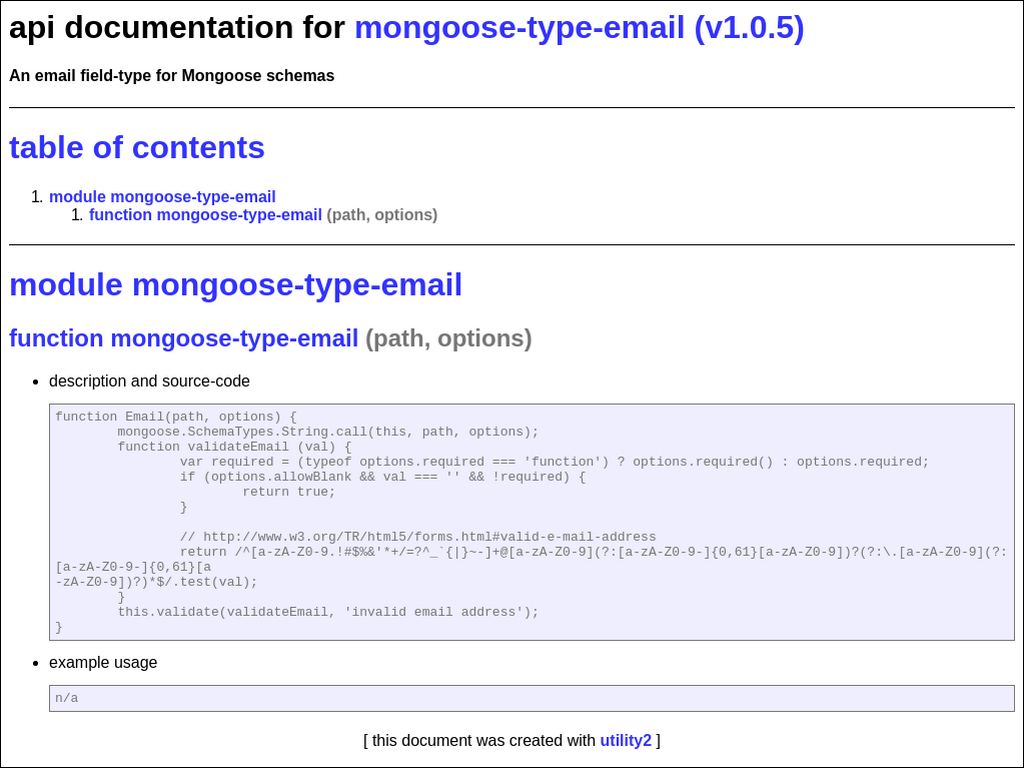 api documentation for mongoose-type-email (v1.0.5)
An email field-type for Mongoose schemas
table of contents
1. module mongoose-type-email
1. function mongoose-type-email (path, options)
module mongoose-type-email
function mongoose-type-email (path, options)
• description and source-code
function Email(path, options) {
mongoose.SchemaTypes.String.call(this, path, options);
function validateEmail (val) {
var required = (typeof options.required === 'function') ? options.required() : options.required;
if (options.allowBlank && val === '' && !required) {
return true;
}
// http://www.w3.org/TR/html5/forms.html#valid-e-mail-address
return /^[a-zA-Z0-9.!#$%&'*+/=?^_`{|}~-]+@[a-zA-Z0-9](?:[a-zA-Z0-9-]{0,61}[a-zA-Z0-9])?(?:\.[a-zA-Z0-9](?:
[a-zA-Z0-9-]{0,61}[a
-zA-Z0-9])?)*$/.test(val);
}
this.validate(validateEmail, 'invalid email address');
}
• example usage
n/a
[ this document was created with utility2 ]